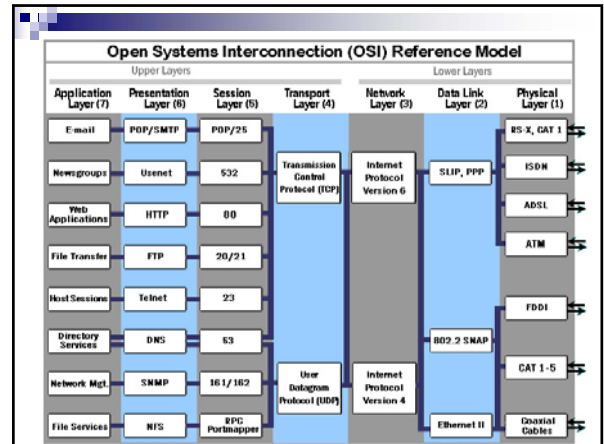 Open Systems Interconnection (OSI) Reference Model
Upper Layers
Lower Layers
Application
Layer (7)
Presentation
Layer (6)
Session
Layer (5)
Transport
Layer (4)
Network
Layer (3)
Data Link
Layer (2)
Physical
Layer (1)
E-mail
POP/SMTP
POP/25
Newsgroups
Usenet
532
Web
Applications
HTTP
80
File Transfer
FTP
20/21
Host Sessions
Telnet
23
Directory
Services
DNS
53
Network Mgt.
SNMP
161/162
File Services
NFS
RPC
Portmapper
Transmission
Control
Protocol (TCP)
User
Datagram
Protocol (UDP)
Internet
Protocol
Version 6
Internet
Protocol
Version 4
SLIP, PPP
802.2 SNAP
Ethernet II
RS-X, CAT 1
ISDN
ADSL
ATM
FDDI
CAT 1-5
Coaxial
Cables